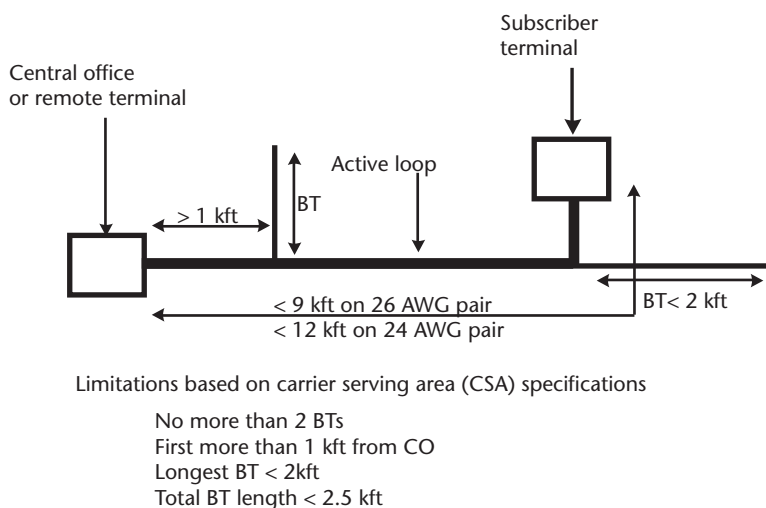 Subscriber
terminal
Central office
or remote terminal
Active loop
BT
> 1 kft
BT< 2 kft
< 9 kft on 26 AWG pair
< 12 kft on 24 AWG pair
Limitations based on carrier serving area (CSA) specifications
No more than 2 BTs
First more than 1 kft from CO
Longest BT < 2kft
Total BT length < 2.5 kft